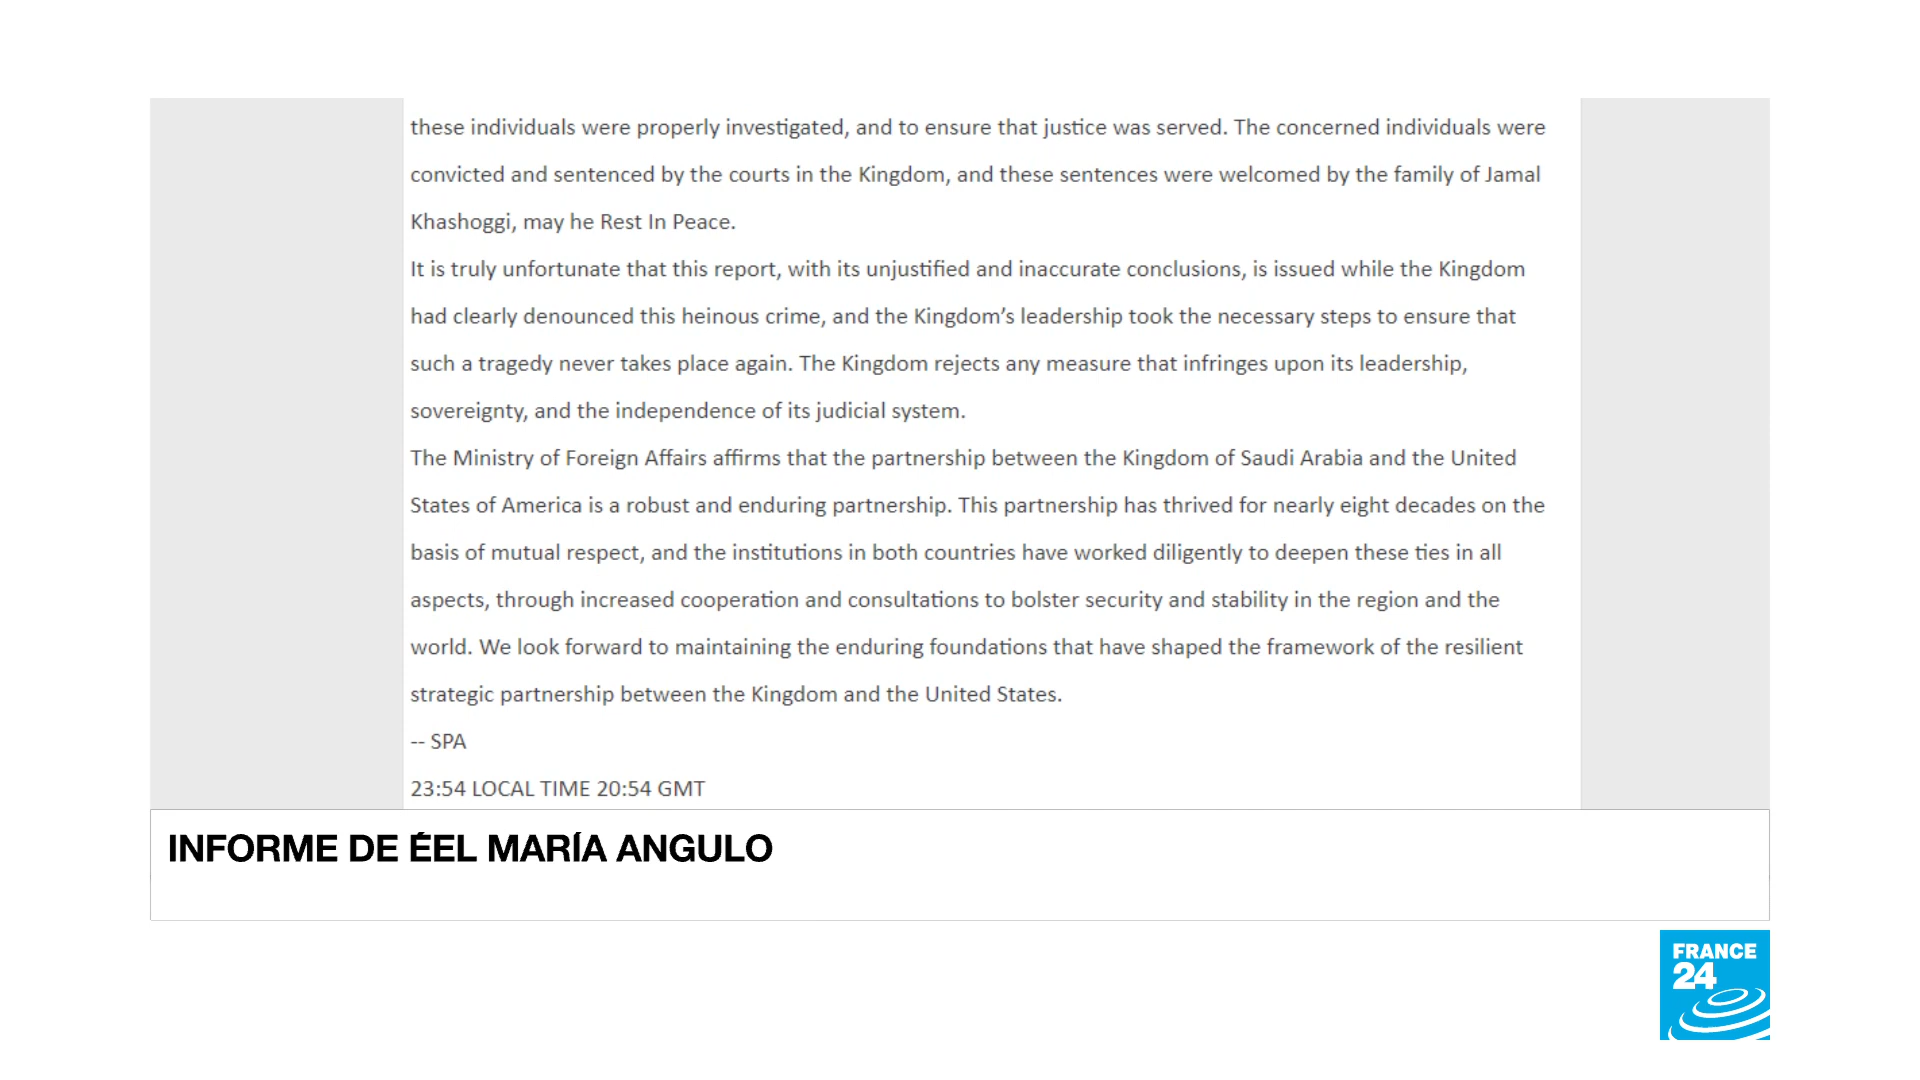 these individuals were properly investigated, and to ensure that justice was served. The concerned individuals were
convicted and sentenced by the courts in the Kingdom, and these sentences were welcomed by the family of Jamal
Khashoggi, may he Rest In Peace.
It is truly unfortunate that this report, with its unjustified and inaccurate conclusions, is issued while the Kingdom
had clearly denounced this heinous crime, and the Kingdom’s leadership took the necessary steps to ensure that
such a tragedy never takes place again. The Kingdom rejects any measure that infringes upon its leadership,
sovereignty, and the independence of its judicial system.
The Ministry of Foreign Affairs affirms that the partnership between the Kingdom of Saudi Arabia and the United
States of America is a robust and enduring partnership. This partnership has thrived for nearly eight decades on the
basis of mutual respect, and the institutions in both countries have worked diligently to deepen these ties in all
aspects, through increased cooperation and consultations to bolster security and stability in the region and the
world. We look forward to maintaining the enduring foundations that have shaped the framework of the resilient
strategic partnership between the Kingdom and the United States.
-- SPA
23:54 LOCAL TIME 20:54 GMT
INFORME DE ÉEL MARÍA ANGULO
FRANCE
24